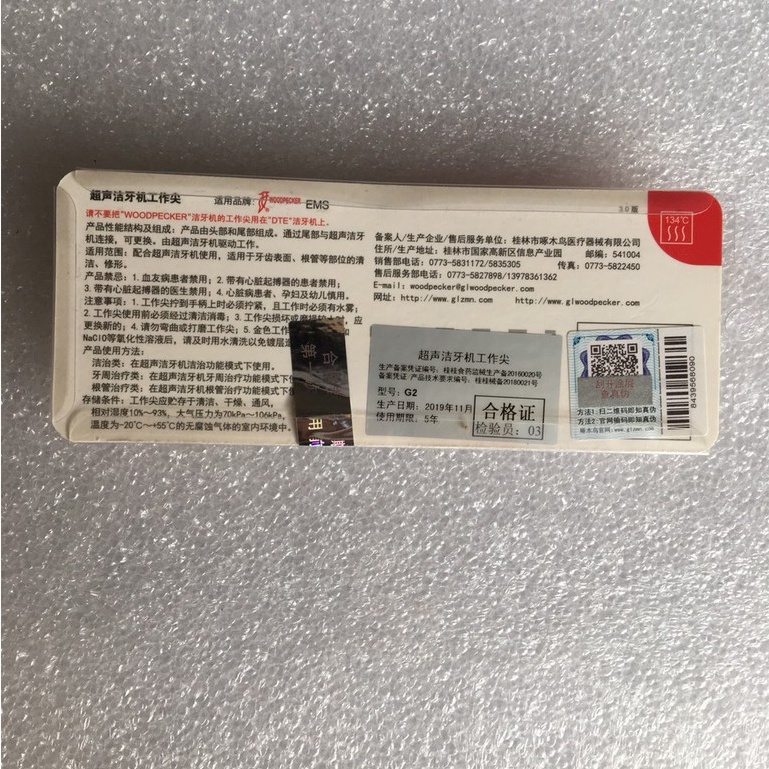 超声洁牙机工作尖 适用品牌: WOODPECKER EMS
3.0 版
134℃
请不要把"WOODPECKER"洁牙机的工作尖用在"DTE"洁牙机上。
产品性能结构及组成: 产品由头部和尾部组成。通过尾部与超声洁牙
机连接, 可更换。由超声洁牙机驱动工作。
适用范围: 配合超声洁牙机使用, 适用于牙齿表面、根管等部位的清
洁、修形。
产品禁忌: 1.血友病患者禁用; 2.带有心脏起搏器的患者禁用;
3.带有心脏起搏器的医生禁用; 4.心脏病患者、孕妇及幼儿慎用。
注意事项: 1.工作尖拧到手柄上时必须拧紧, 且工作时必须有水雾;
2.工作尖使用前必须经过清洁消毒; 3.工作尖损坏或磨损 应
更换新的; 4.请勿弯曲或打磨工作尖; 5.金色工作
NaClO等氧化性溶液后, 请及时用水清洗以免镀层
产品使用方法:
洁治类: 在超声洁牙机洁治功能模式下使用。
牙周治疗类: 在超声洁牙机牙周治疗功能模式下
根管治疗类: 在超声洁牙机根管治疗功能模式下
存储条件: 工作尖应贮存于清洁、干燥、通风,
相对湿度10%~93%, 大气压力为70kPa~106kPa,
温度为-20℃~+55℃的无腐蚀气体的室内环境中。
备案人/生产企业/售后服务单位: 桂林市啄木鸟医疗器械有限公司
住所/生产地址: 桂林市国家高新区信息产业园 邮编: 541004
销售部电话: 0773-5831172/5835305 传真: 0773-5822450
售后服务部电话: 0773-5827898/13978361362
E-mail: woodpecker@glwoodpecker.com
网址: http://www.glzmn.com http://www.glwoodpecker.com
超声洁牙机工作尖
生产备案凭证编号: 桂桂食药监械生产备20160020号
备案凭证/产品技术要求编号: 桂桂械备20180021号
型号: G2
生产日期: 2019年11月
使用期限: 5年
合格证
检验员: 03
刮开涂层
查真伪
方法1: 扫二维码即知真伪
方法2: 官网输码即知真伪
啄木鸟官网: www.glzmn.com